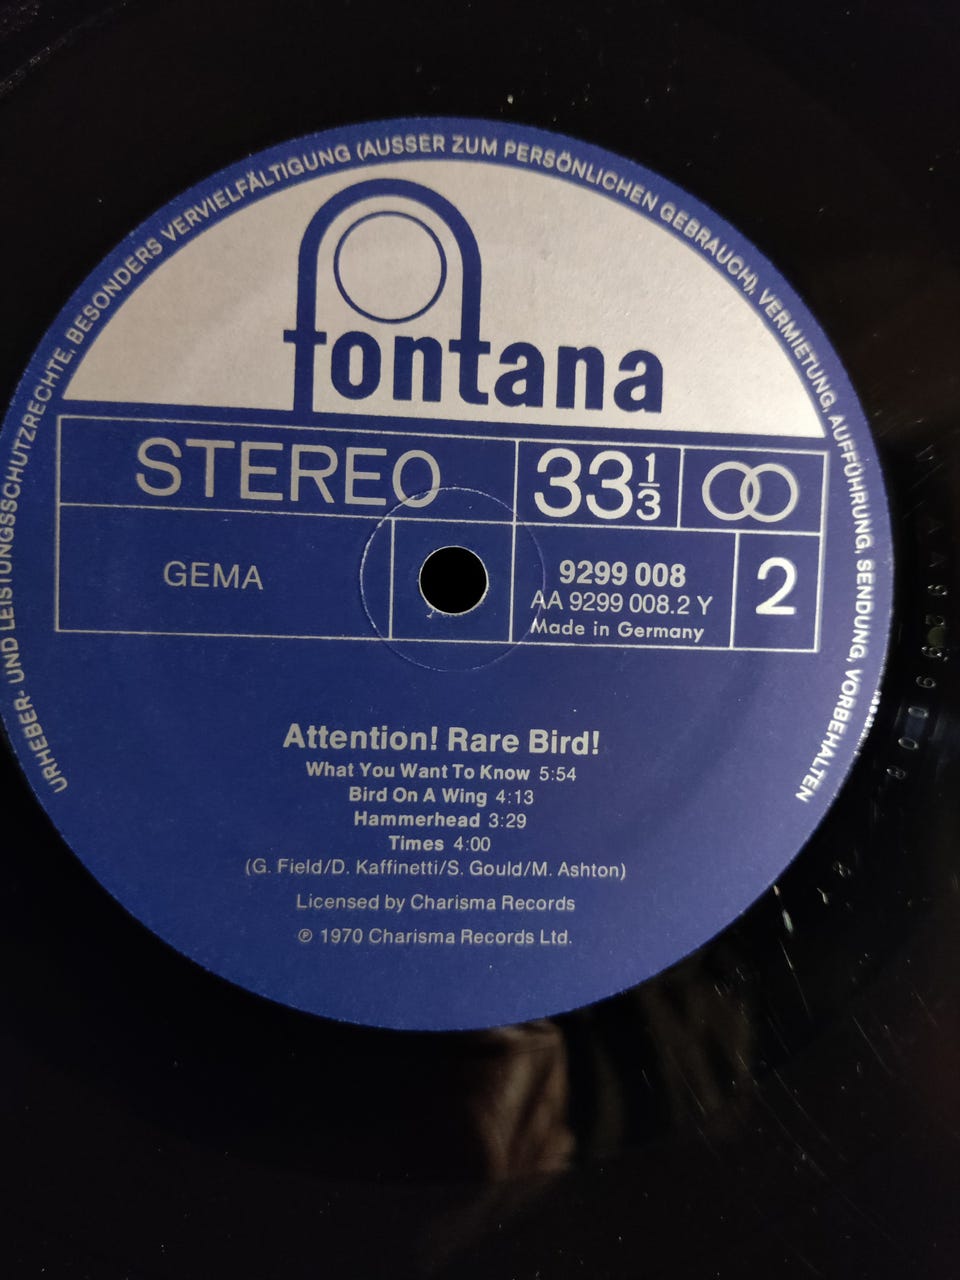 URHEBER- UND LEISTUNGSSCHUTZRECHTE, BESONDERS VERVIELFÄLTIGUNG (AUSSER ZUM PERSÖNLICHEN GEBRAUCH), VERMIETUNG, AUFFÜHRUNG, SENDUNG, VORBEHALTEN
fontana
STEREO
33 1/3
GEMA
9299 008
AA 9299 008.2 Y
Made in Germany
2
Attention! Rare Bird!
What You Want To Know 5:54
Bird On A Wing 4:13
Hammerhead 3:29
Times 4:00
(G. Field/D. Kaffinetti/S. Gould/M. Ashton)
Licensed by Charisma Records
℗ 1970 Charisma Records Ltd.